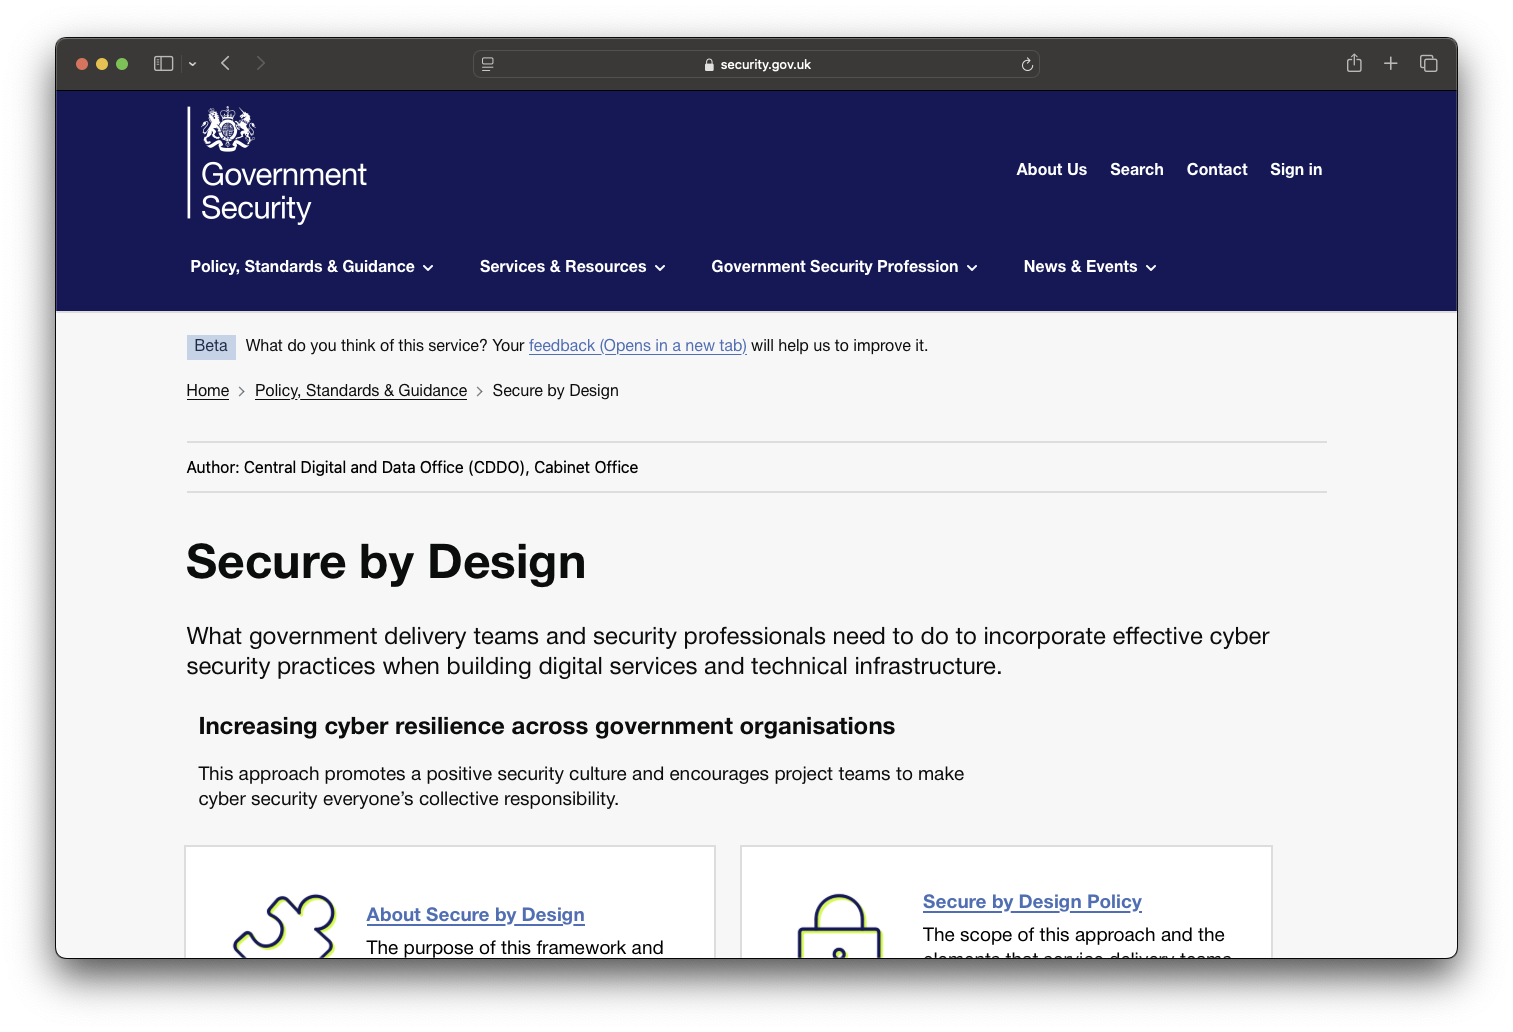 security.gov.uk
Government
Security
About Us Search Contact Sign in
Policy, Standards & Guidance Services & Resources Government Security Profession News & Events
Beta What do you think of this service? Your feedback (Opens in a new tab) will help us to improve it.
Home > Policy, Standards & Guidance > Secure by Design
Author: Central Digital and Data Office (CDDO), Cabinet Office
Secure by Design
What government delivery teams and security professionals need to do to incorporate effective cyber
security practices when building digital services and technical infrastructure.
Increasing cyber resilience across government organisations
This approach promotes a positive security culture and encourages project teams to make
cyber security everyone’s collective responsibility.
About Secure by Design
The purpose of this framework and
Secure by Design Policy
The scope of this approach and the
elements that service delivery teams